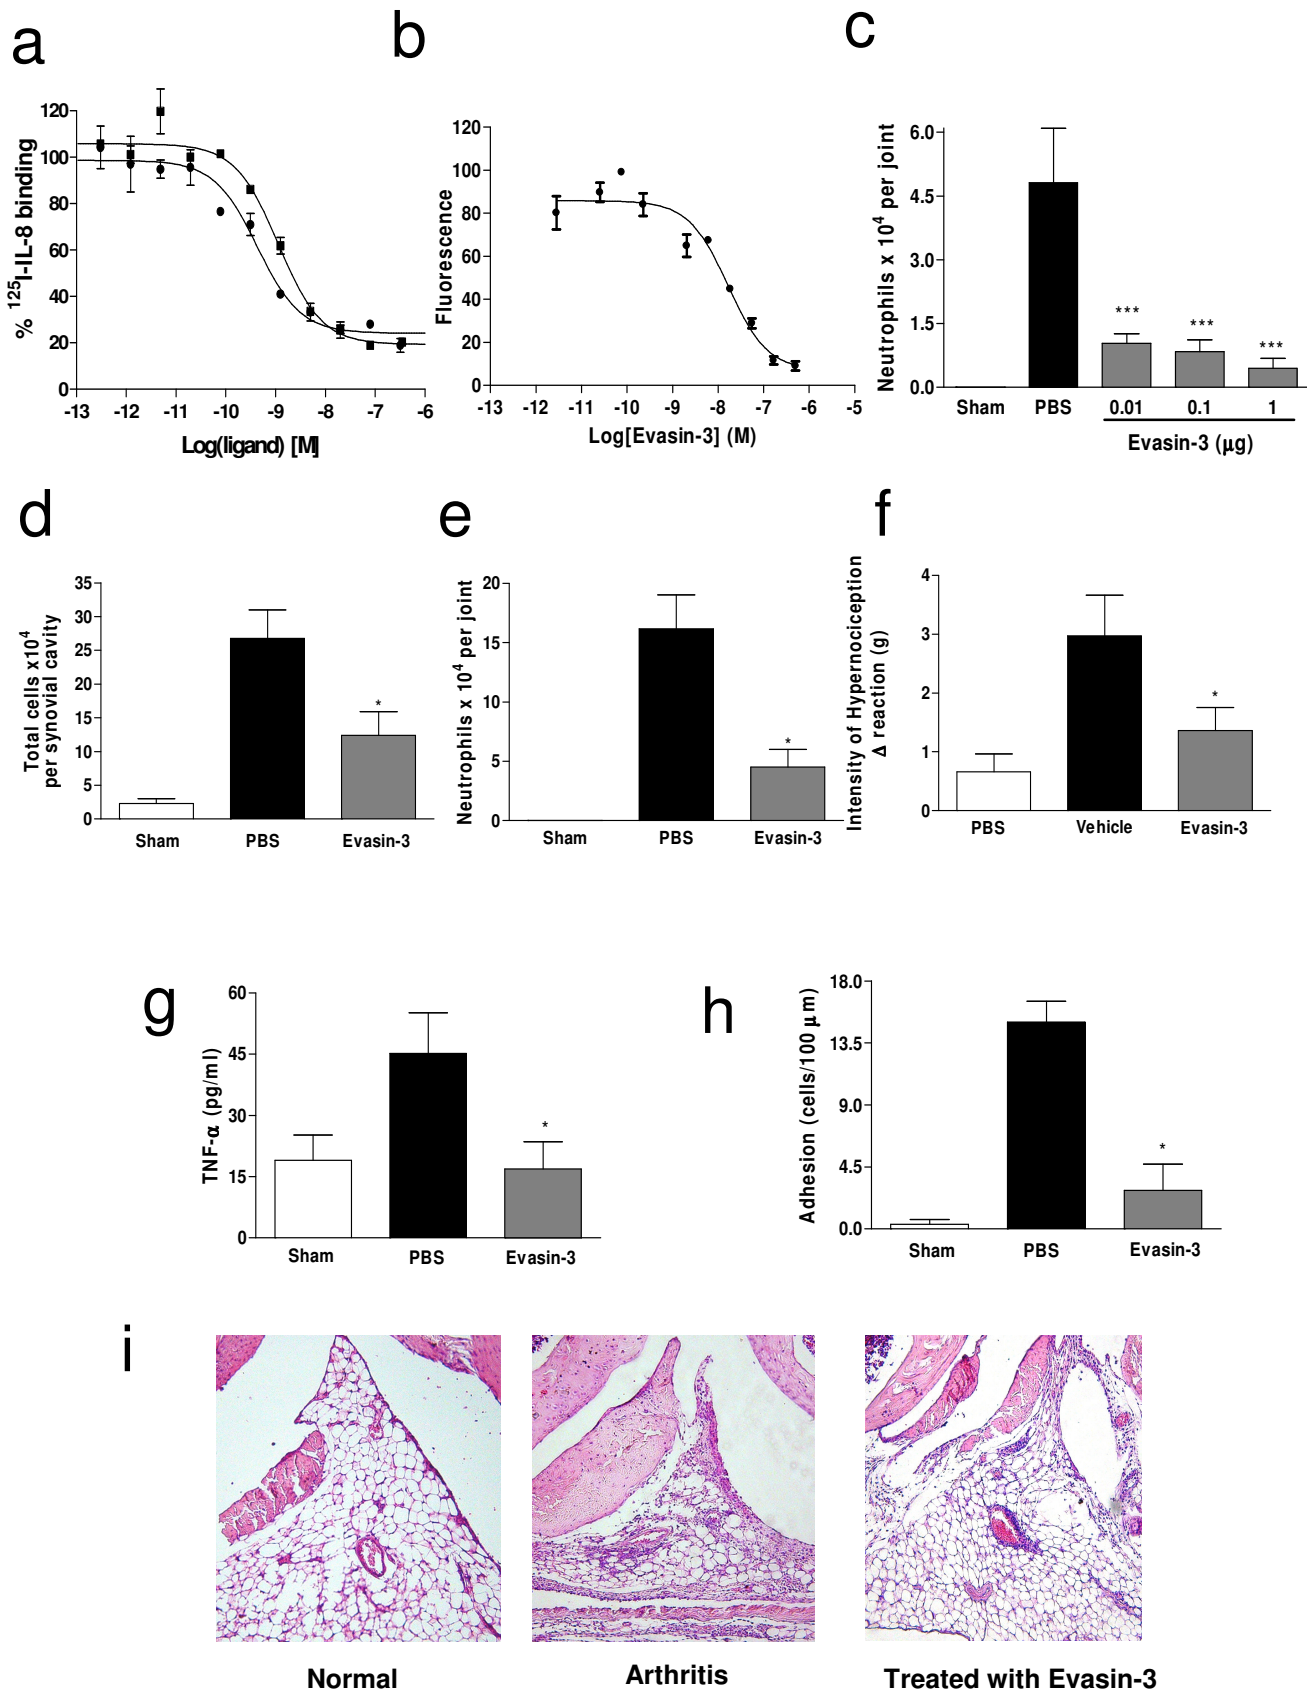 a
% ¹²⁵I-IL-8 binding
120
100
80
60
40
20
0
-13 -12 -11 -10 -9 -8 -7 -6
Log(ligand) [M]
b
Fluorescence
120
100
80
60
40
20
0
-13 -12 -11 -10 -9 -8 -7 -6 -5
Log[Evasin-3] (M)
c
Neutrophils x 10⁴ per joint
6.0
4.5
3.0
1.5
0.0
***
***
***
Sham PBS 0.01 0.1 1
Evasin-3 (µg)
d
Total cells x10⁴
per synovial cavity
35
30
25
20
15
10
5
0
*
Sham PBS Evasin-3
e
Neutrophils x 10⁴ per joint
20
15
10
5
0
*
Sham PBS Evasin-3
f
Intensity of Hypernociception
Δ reaction (g)
4
3
2
1
0
*
PBS Vehicle Evasin-3
g
TNF-α (pg/ml)
60
45
30
15
0
*
Sham PBS Evasin-3
h
Adhesion (cells/100 µm)
18.0
13.5
9.0
4.5
0.0
*
Sham PBS Evasin-3
i
Normal Arthritis Treated with Evasin-3